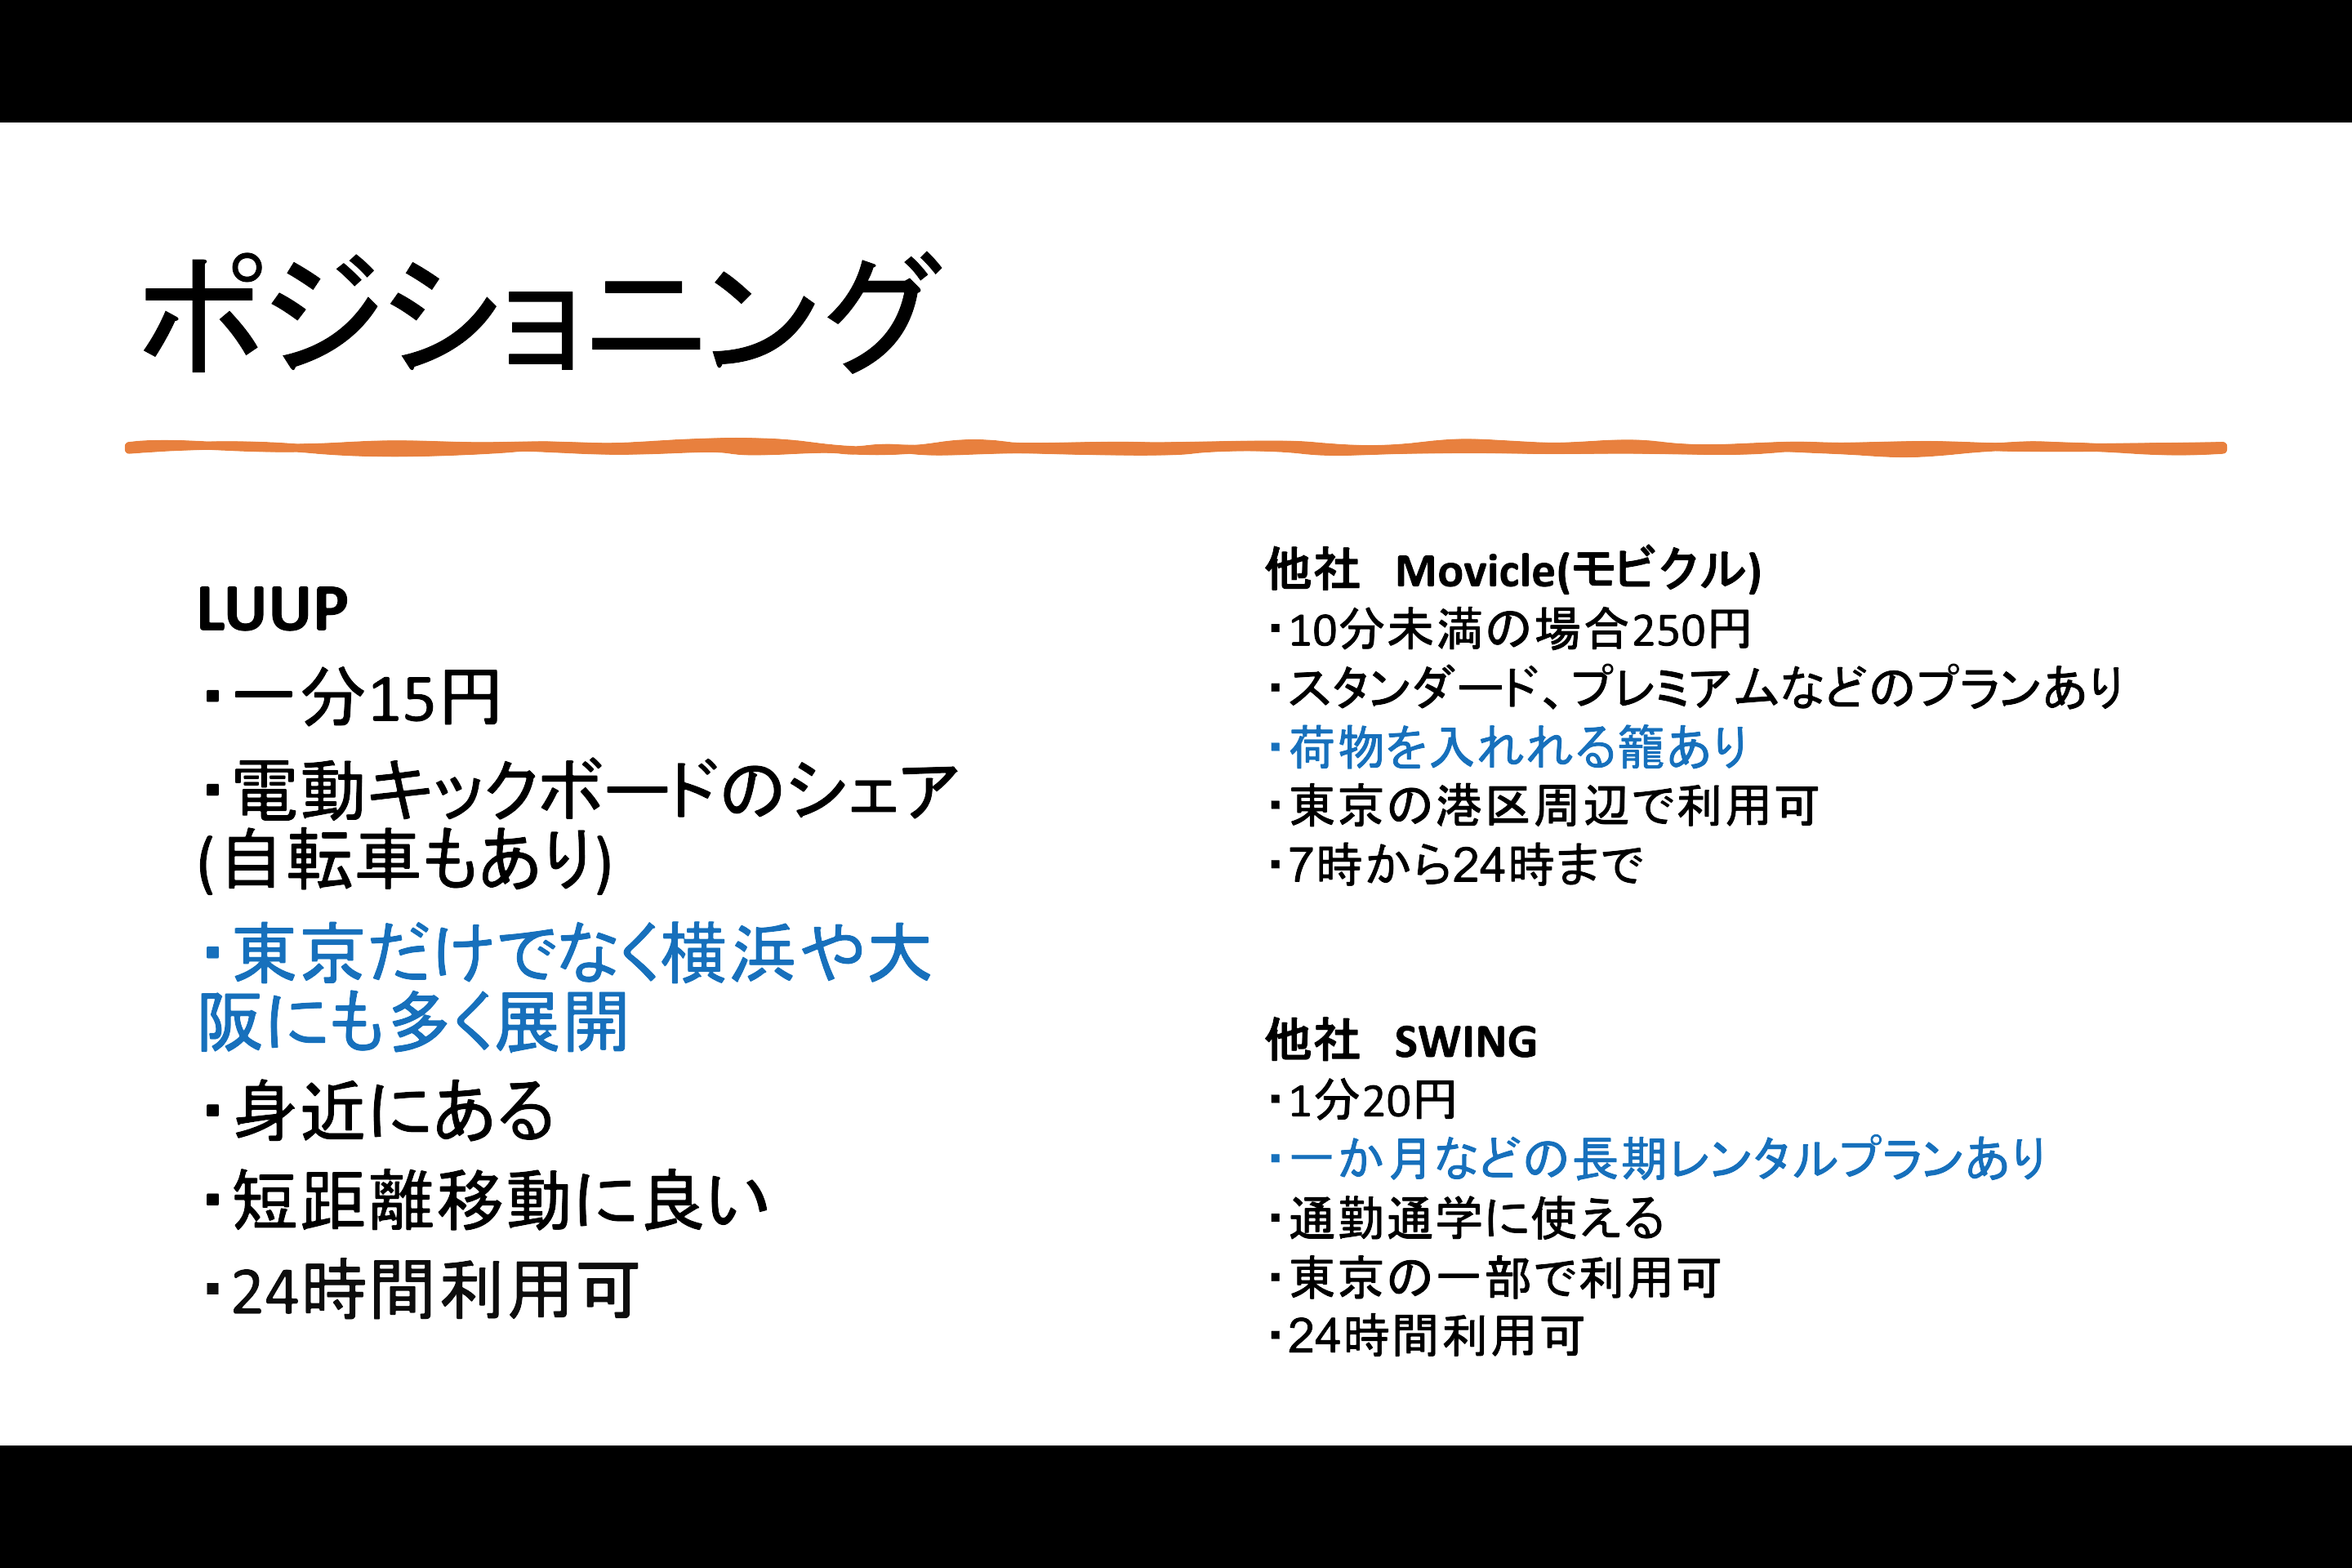 ポジショニング
LUUP
・一分15円
・電動キックボードのシェア
(自転車もあり)
・東京だけでなく横浜や大
阪にも多く展開
・身近にある
・短距離移動に良い
・24時間利用可
他社　Movicle(モビクル)
・10分未満の場合250円
・スタンダード、プレミアムなどのプランあり
・荷物を入れれる籠あり
・東京の港区周辺で利用可
・7時から24時まで
他社　SWING
・1分20円
・一か月などの長期レンタルプランあり
・通勤通学に使える
・東京の一部で利用可
・24時間利用可